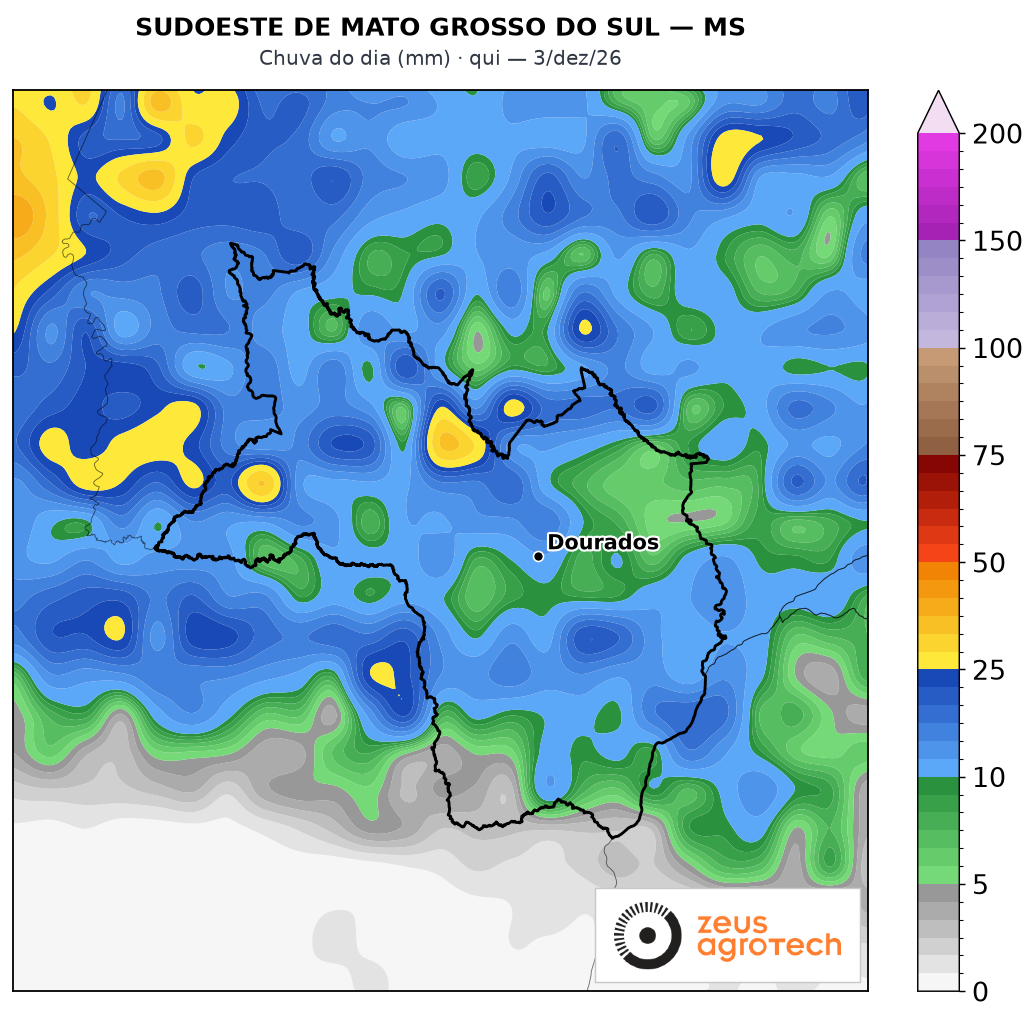 SUDOESTE DE MATO GROSSO DO SUL — MS
Chuva do dia (mm) · qui — 3/dez/26
200
150
100
75
50
25
10
5
0
Dourados
zeus
agrotech